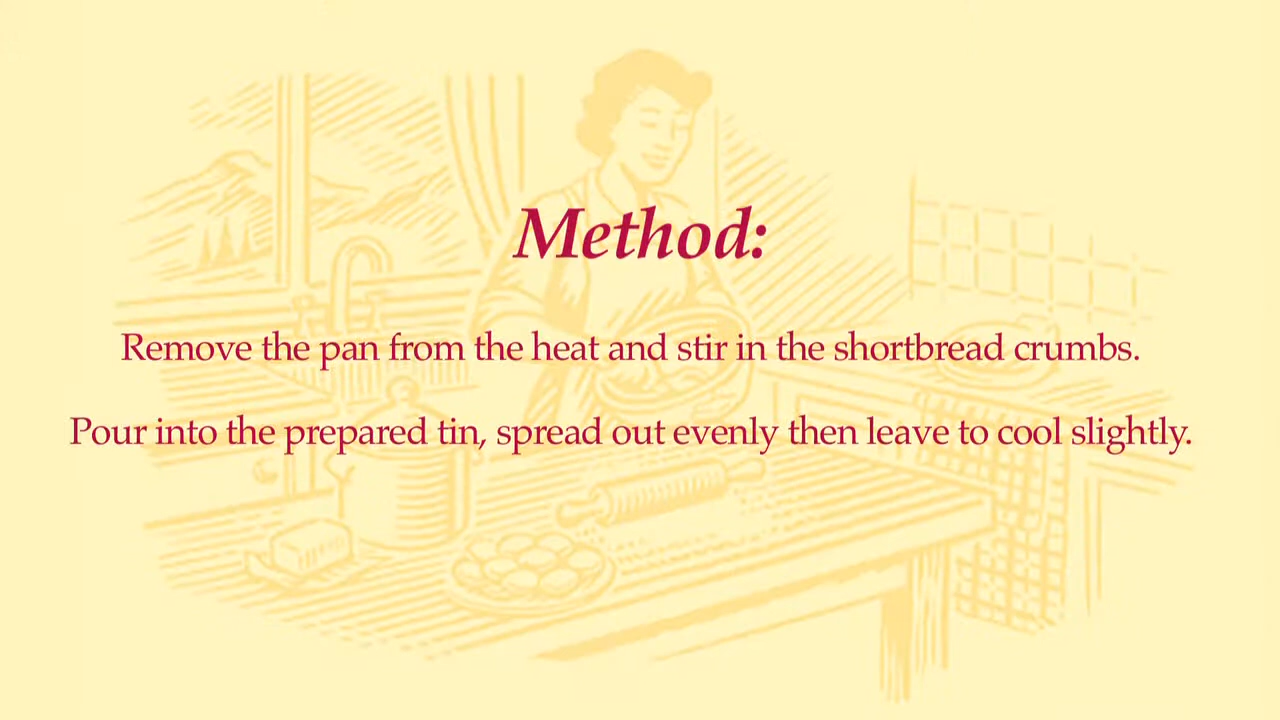 Method:
Remove the pan from the heat and stir in the shortbread crumbs.
Pour into the prepared tin, spread out evenly then leave to cool slightly.